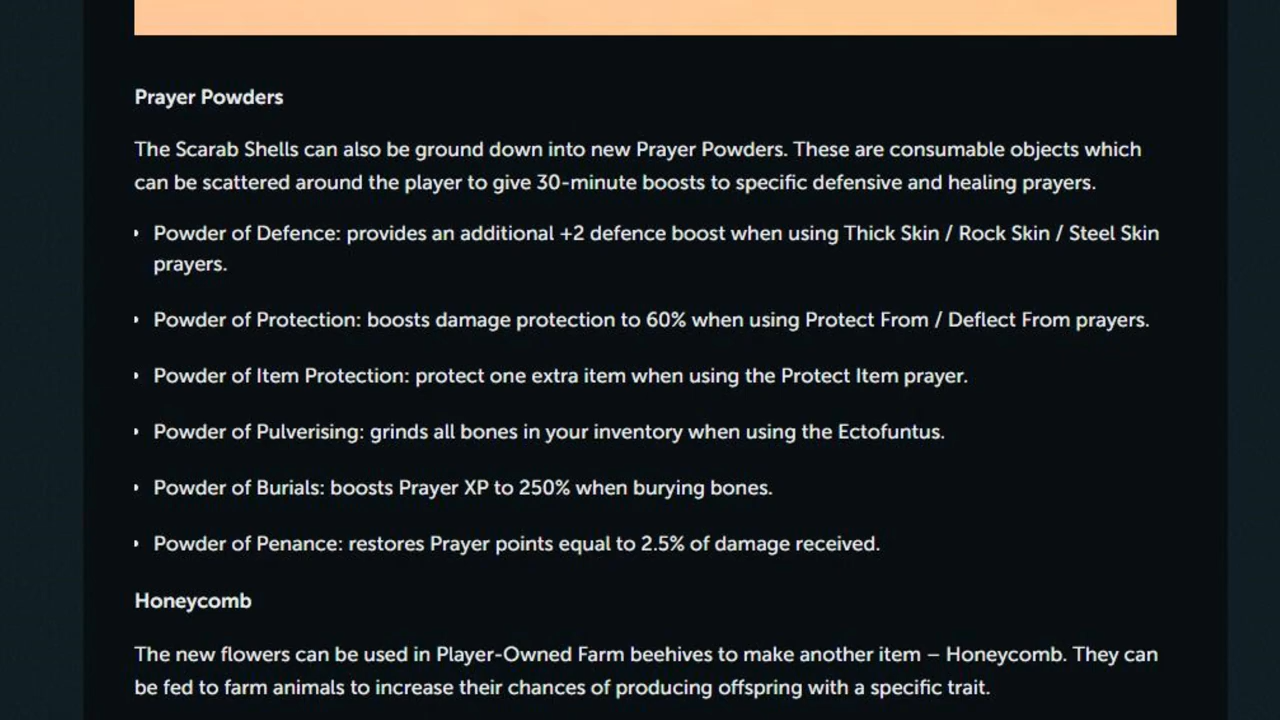 Prayer Powders
The Scarab Shells can also be ground down into new Prayer Powders. These are consumable objects which
can be scattered around the player to give 30-minute boosts to specific defensive and healing prayers.
• Powder of Defence: provides an additional +2 defence boost when using Thick Skin / Rock Skin / Steel Skin
prayers.
• Powder of Protection: boosts damage protection to 60% when using Protect From / Deflect From prayers.
• Powder of Item Protection: protect one extra item when using the Protect Item prayer.
• Powder of Pulverising: grinds all bones in your inventory when using the Ectofuntus.
• Powder of Burials: boosts Prayer XP to 250% when burying bones.
• Powder of Penance: restores Prayer points equal to 2.5% of damage received.
Honeycomb
The new flowers can be used in Player-Owned Farm beehives to make another item – Honeycomb. They can
be fed to farm animals to increase their chances of producing offspring with a specific trait.